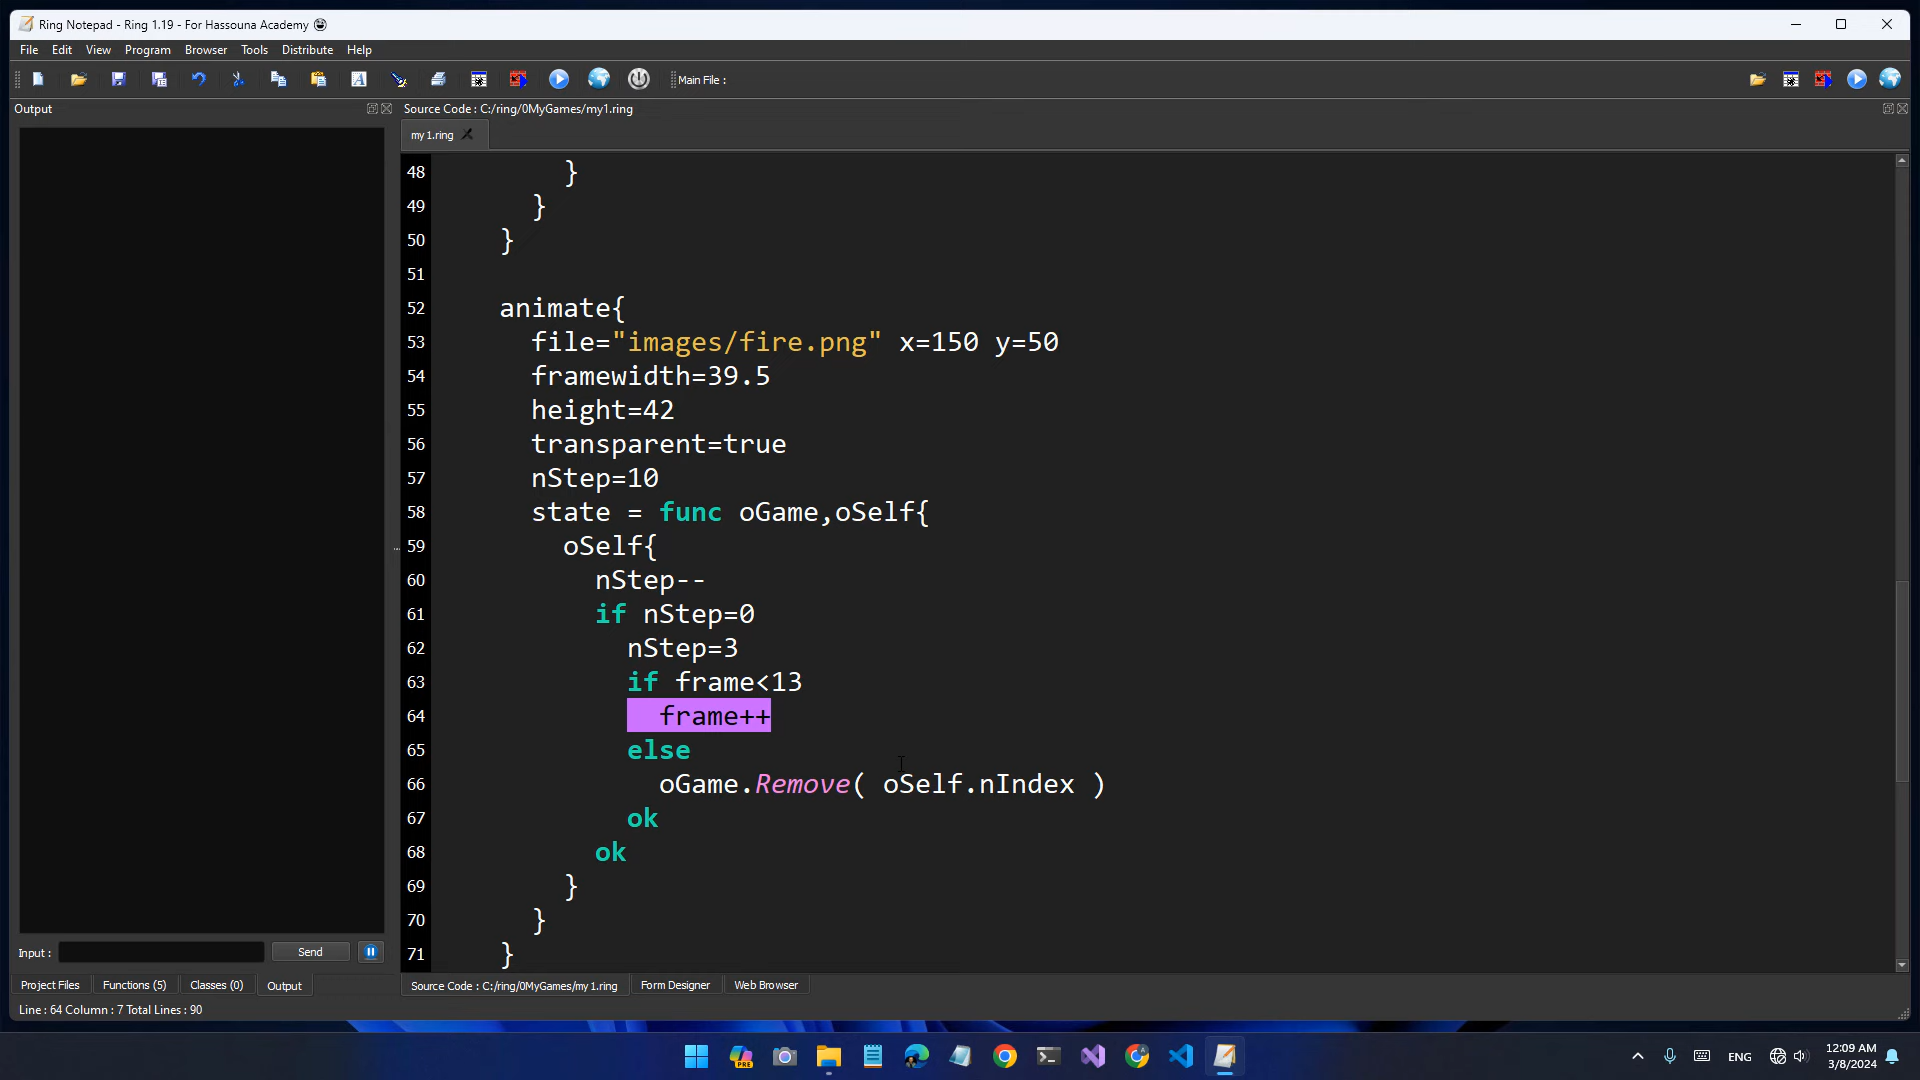 Ring Notepad - Ring 1.19 - For Hassouna Academy 😀
File Edit View Program Browser Tools Distribute Help
Main File :
Output
Source Code : C:/ring/0MyGames/my1.ring
my1.ring
48 }
49 }
50 }
51
52 animate{
53 file="images/fire.png" x=150 y=50
54 framewidth=39.5
55 height=42
56 transparent=true
57 nStep=10
58 state = func oGame,oSelf{
59 oSelf{
60 nStep--
61 if nStep=0
62 nStep=3
63 if frame<13
64 frame++
65 else
66 oGame.Remove( oSelf.nIndex )
67 ok
68 ok
69 }
70 }
71 }
Input : Send
Project Files Functions (5) Classes (0) Output
Source Code : C:/ring/0MyGames/my1.ring Form Designer Web Browser
Line : 64 Column : 7 Total Lines : 90
PRE
ENG
12:09 AM
3/8/2024